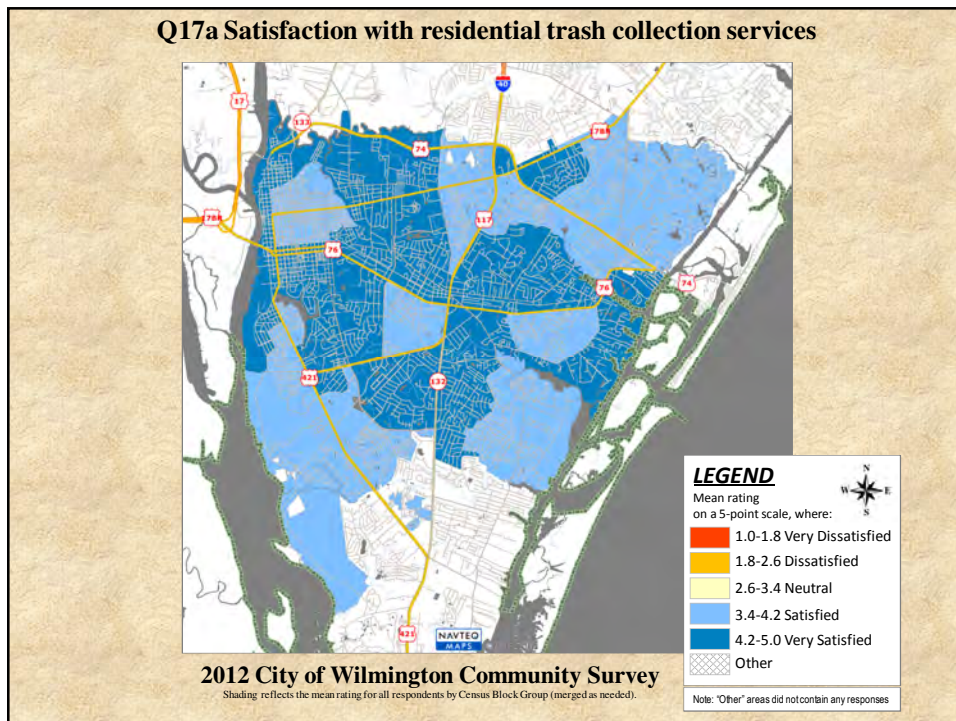 Q17a Satisfaction with residential trash collection services
40
17
133
17BR
74
17BR
117
76
76
74
421
132
421
NAVTEQ
MAPS
LEGEND
N
W E
S
Mean rating
on a 5-point scale, where:
1.0-1.8 Very Dissatisfied
1.8-2.6 Dissatisfied
2.6-3.4 Neutral
3.4-4.2 Satisfied
4.2-5.0 Very Satisfied
Other
Note: “Other” areas did not contain any responses
2012 City of Wilmington Community Survey
Shading reflects the mean rating for all respondents by Census Block Group (merged as needed).